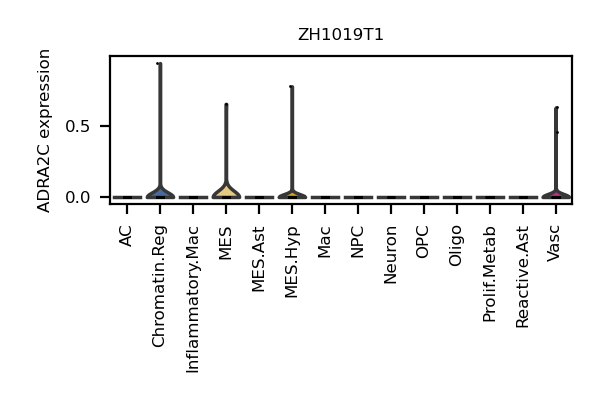 ZH1019T1
ADRA2C expression
0.5
0.0
AC
Chromatin.Reg
Inflammatory.Mac
MES
MES.Ast
MES.Hyp
Mac
NPC
Neuron
OPC
Oligo
Prolif.Metab
Reactive.Ast
Vasc